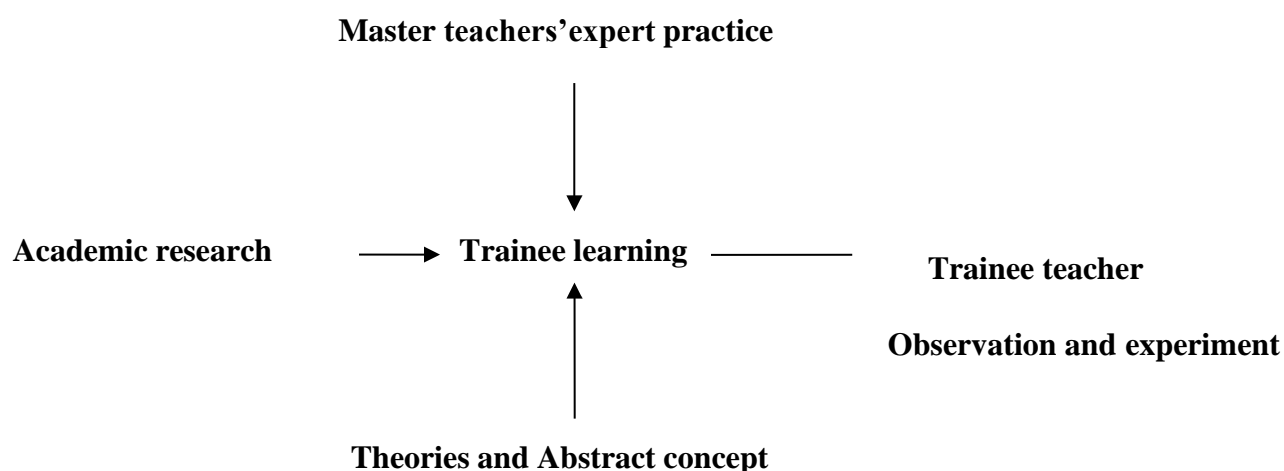 Master teachers’expert practice
Academic research
Trainee learning
Trainee teacher
Observation and experiment
Theories and Abstract concept